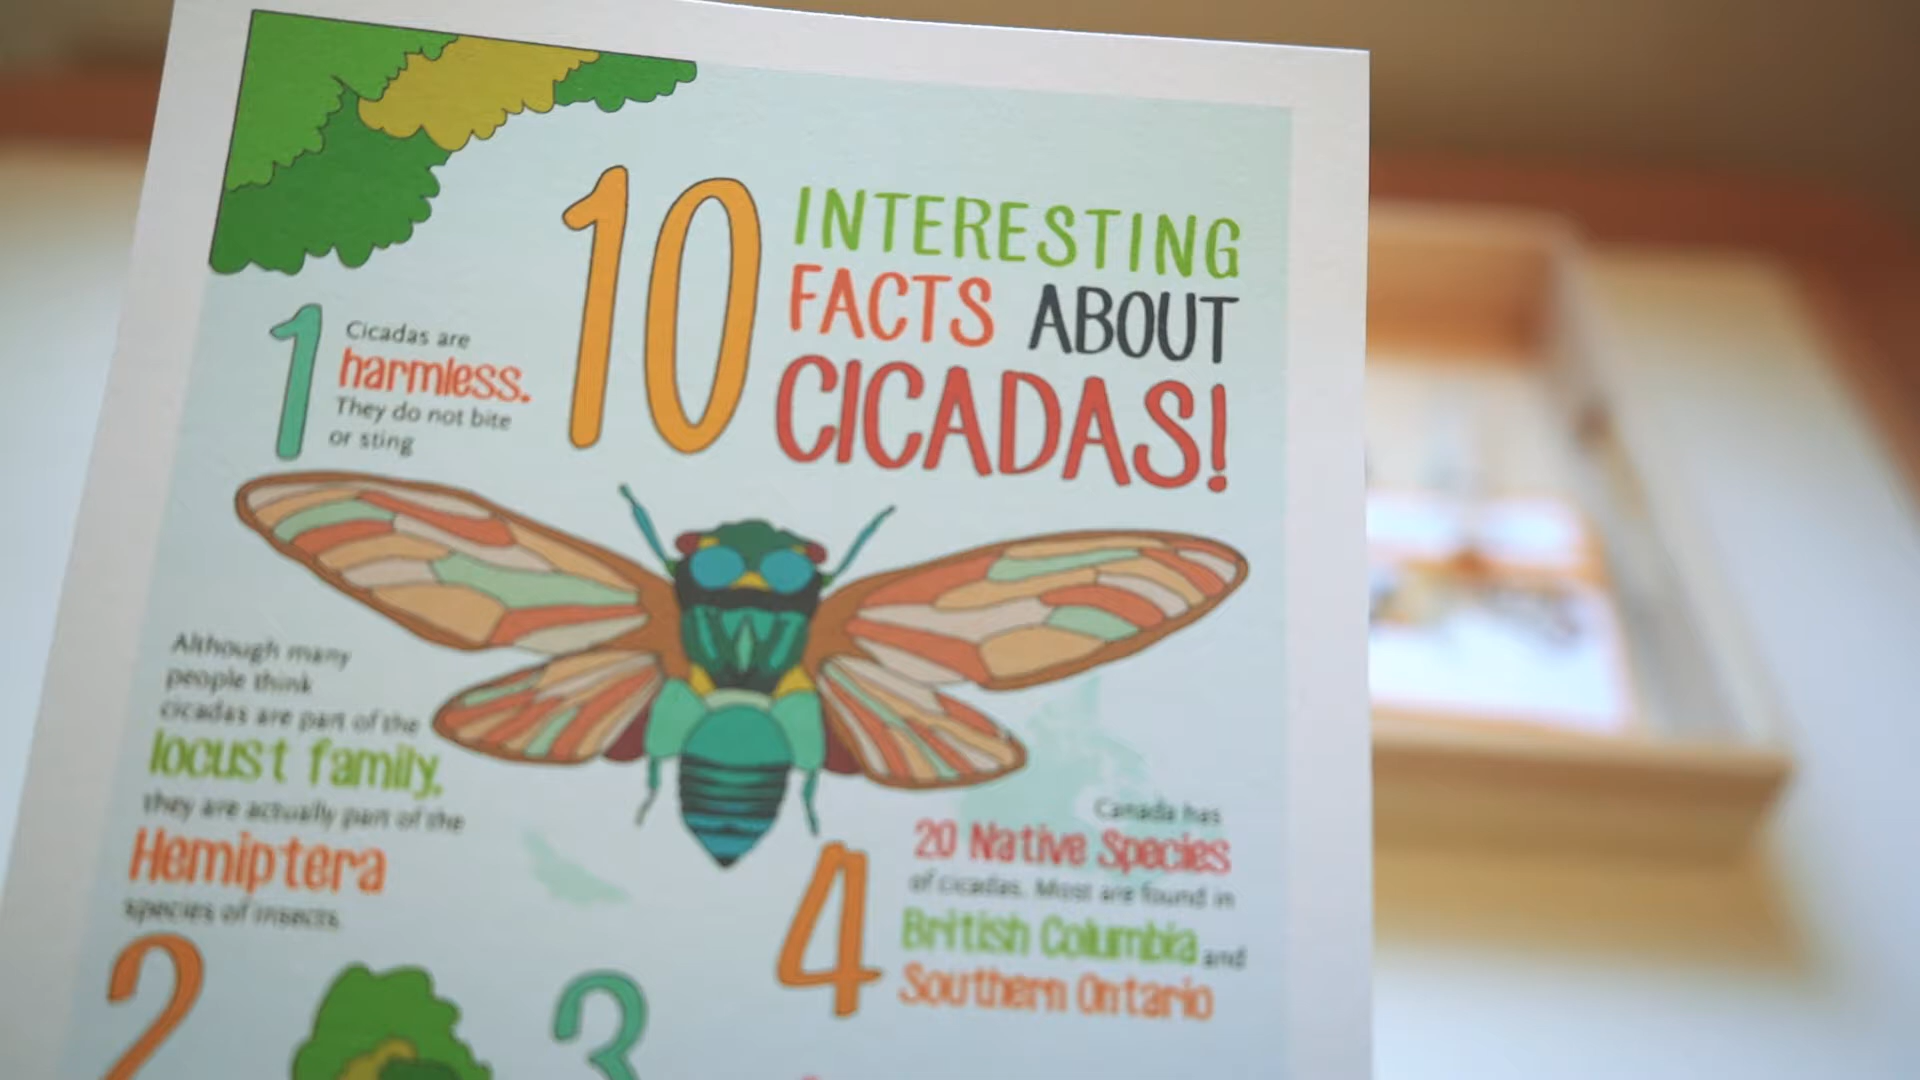 10
INTERESTING
FACTS ABOUT
CICADAS!
1
Cicadas are
harmless.
They do not bite
or sting
Although many
people think
cicadas are part of the
locust family,
they are actually part of the
Hemiptera
species of insects
2
3
4
Canada has
20 Native Species
of cicadas. Most are found in
British Columbia and
Southern Ontario